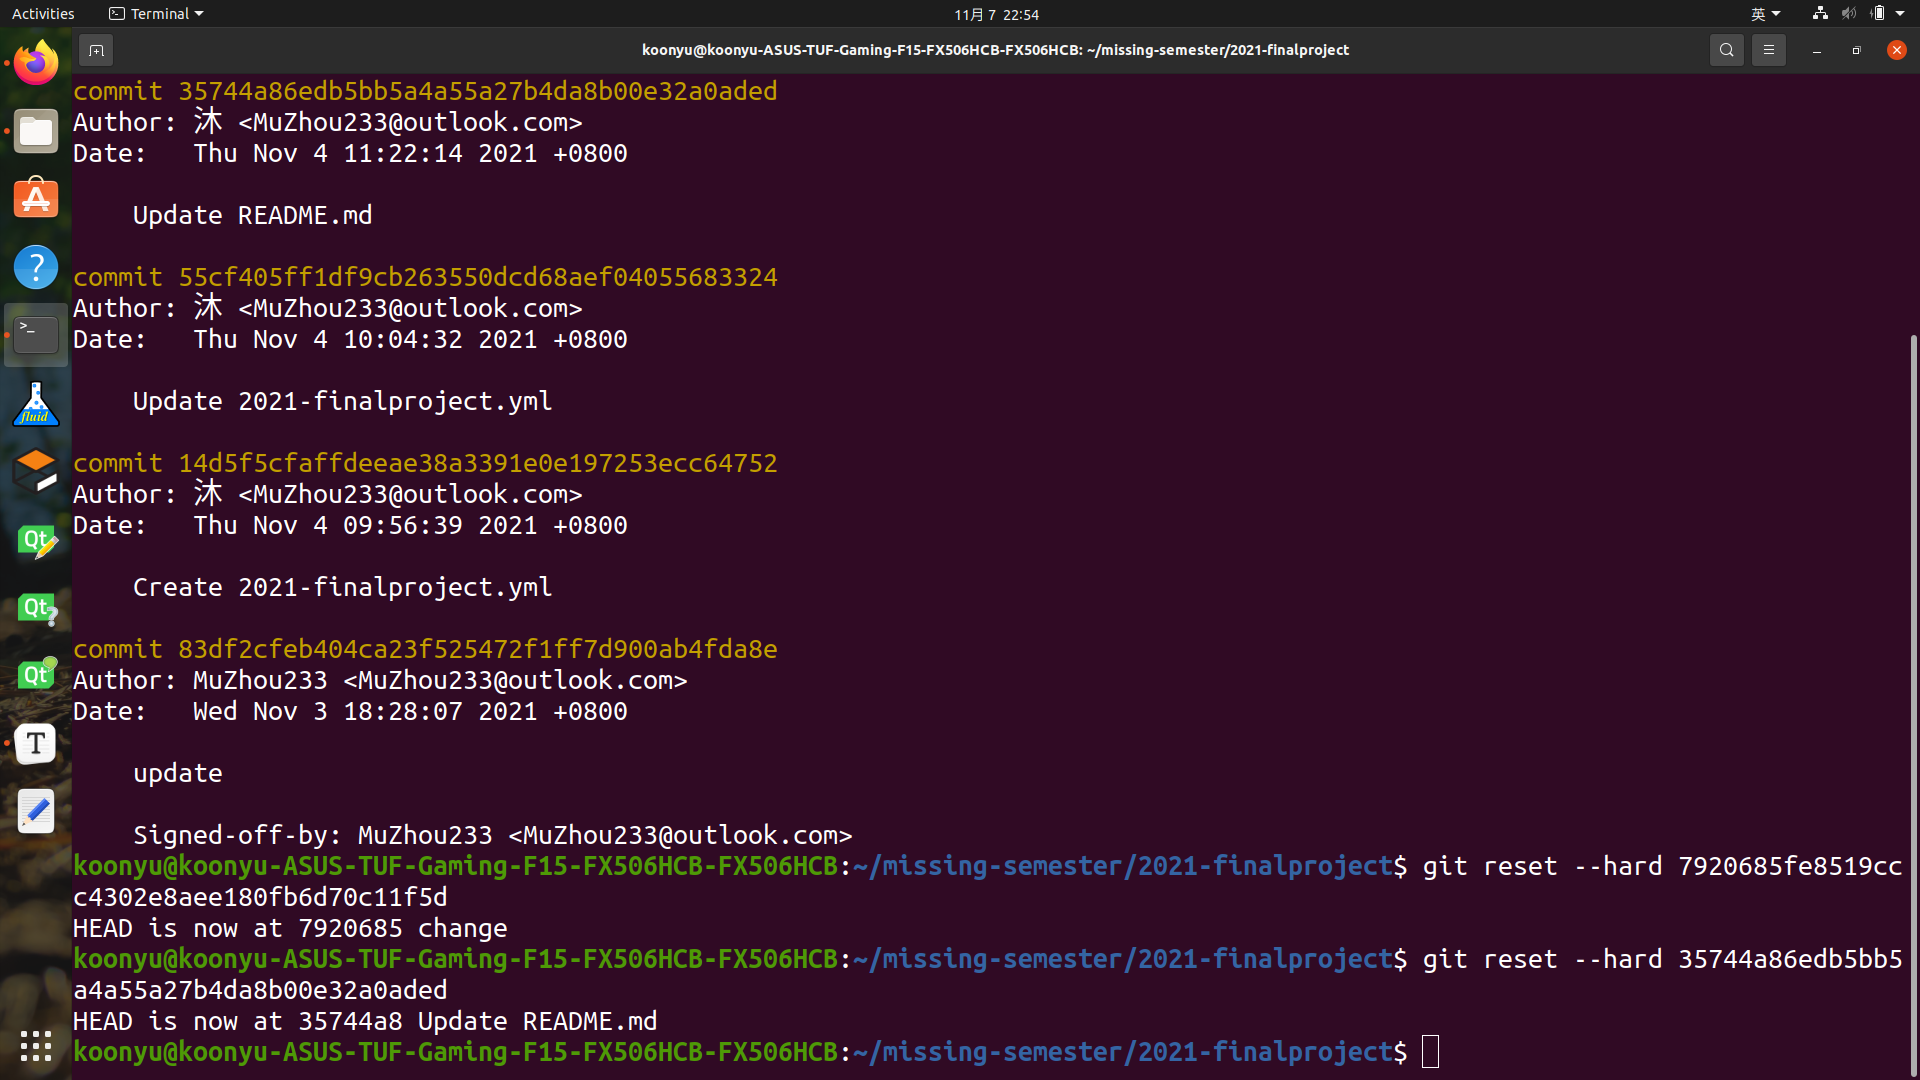 Activities
Terminal
11月 7 22:54
英
koonyu@koonyu-ASUS-TUF-Gaming-F15-FX506HCB-FX506HCB: ~/missing-semester/2021-finalproject
commit 35744a86edb5bb5a4a55a27b4da8b00e32a0aded
Author: 沐 <MuZhou233@outlook.com>
Date:   Thu Nov 4 11:22:14 2021 +0800
Update README.md
commit 55cf405ff1df9cb263550dcd68aef04055683324
Author: 沐 <MuZhou233@outlook.com>
Date:   Thu Nov 4 10:04:32 2021 +0800
Update 2021-finalproject.yml
commit 14d5f5cfaffdeeae38a3391e0e197253ecc64752
Author: 沐 <MuZhou233@outlook.com>
Date:   Thu Nov 4 09:56:39 2021 +0800
Create 2021-finalproject.yml
commit 83df2cfeb404ca23f525472f1ff7d900ab4fda8e
Author: MuZhou233 <MuZhou233@outlook.com>
Date:   Wed Nov 3 18:28:07 2021 +0800
update
Signed-off-by: MuZhou233 <MuZhou233@outlook.com>
koonyu@koonyu-ASUS-TUF-Gaming-F15-FX506HCB-FX506HCB:~/missing-semester/2021-finalproject$ git reset --hard 7920685fe8519cc
c4302e8aee180fb6d70c11f5d
HEAD is now at 7920685 change
koonyu@koonyu-ASUS-TUF-Gaming-F15-FX506HCB-FX506HCB:~/missing-semester/2021-finalproject$ git reset --hard 35744a86edb5bb5
a4a55a27b4da8b00e32a0aded
HEAD is now at 35744a8 Update README.md
koonyu@koonyu-ASUS-TUF-Gaming-F15-FX506HCB-FX506HCB:~/missing-semester/2021-finalproject$
?
>_
fluid
Qt
Qt?
Qt
T